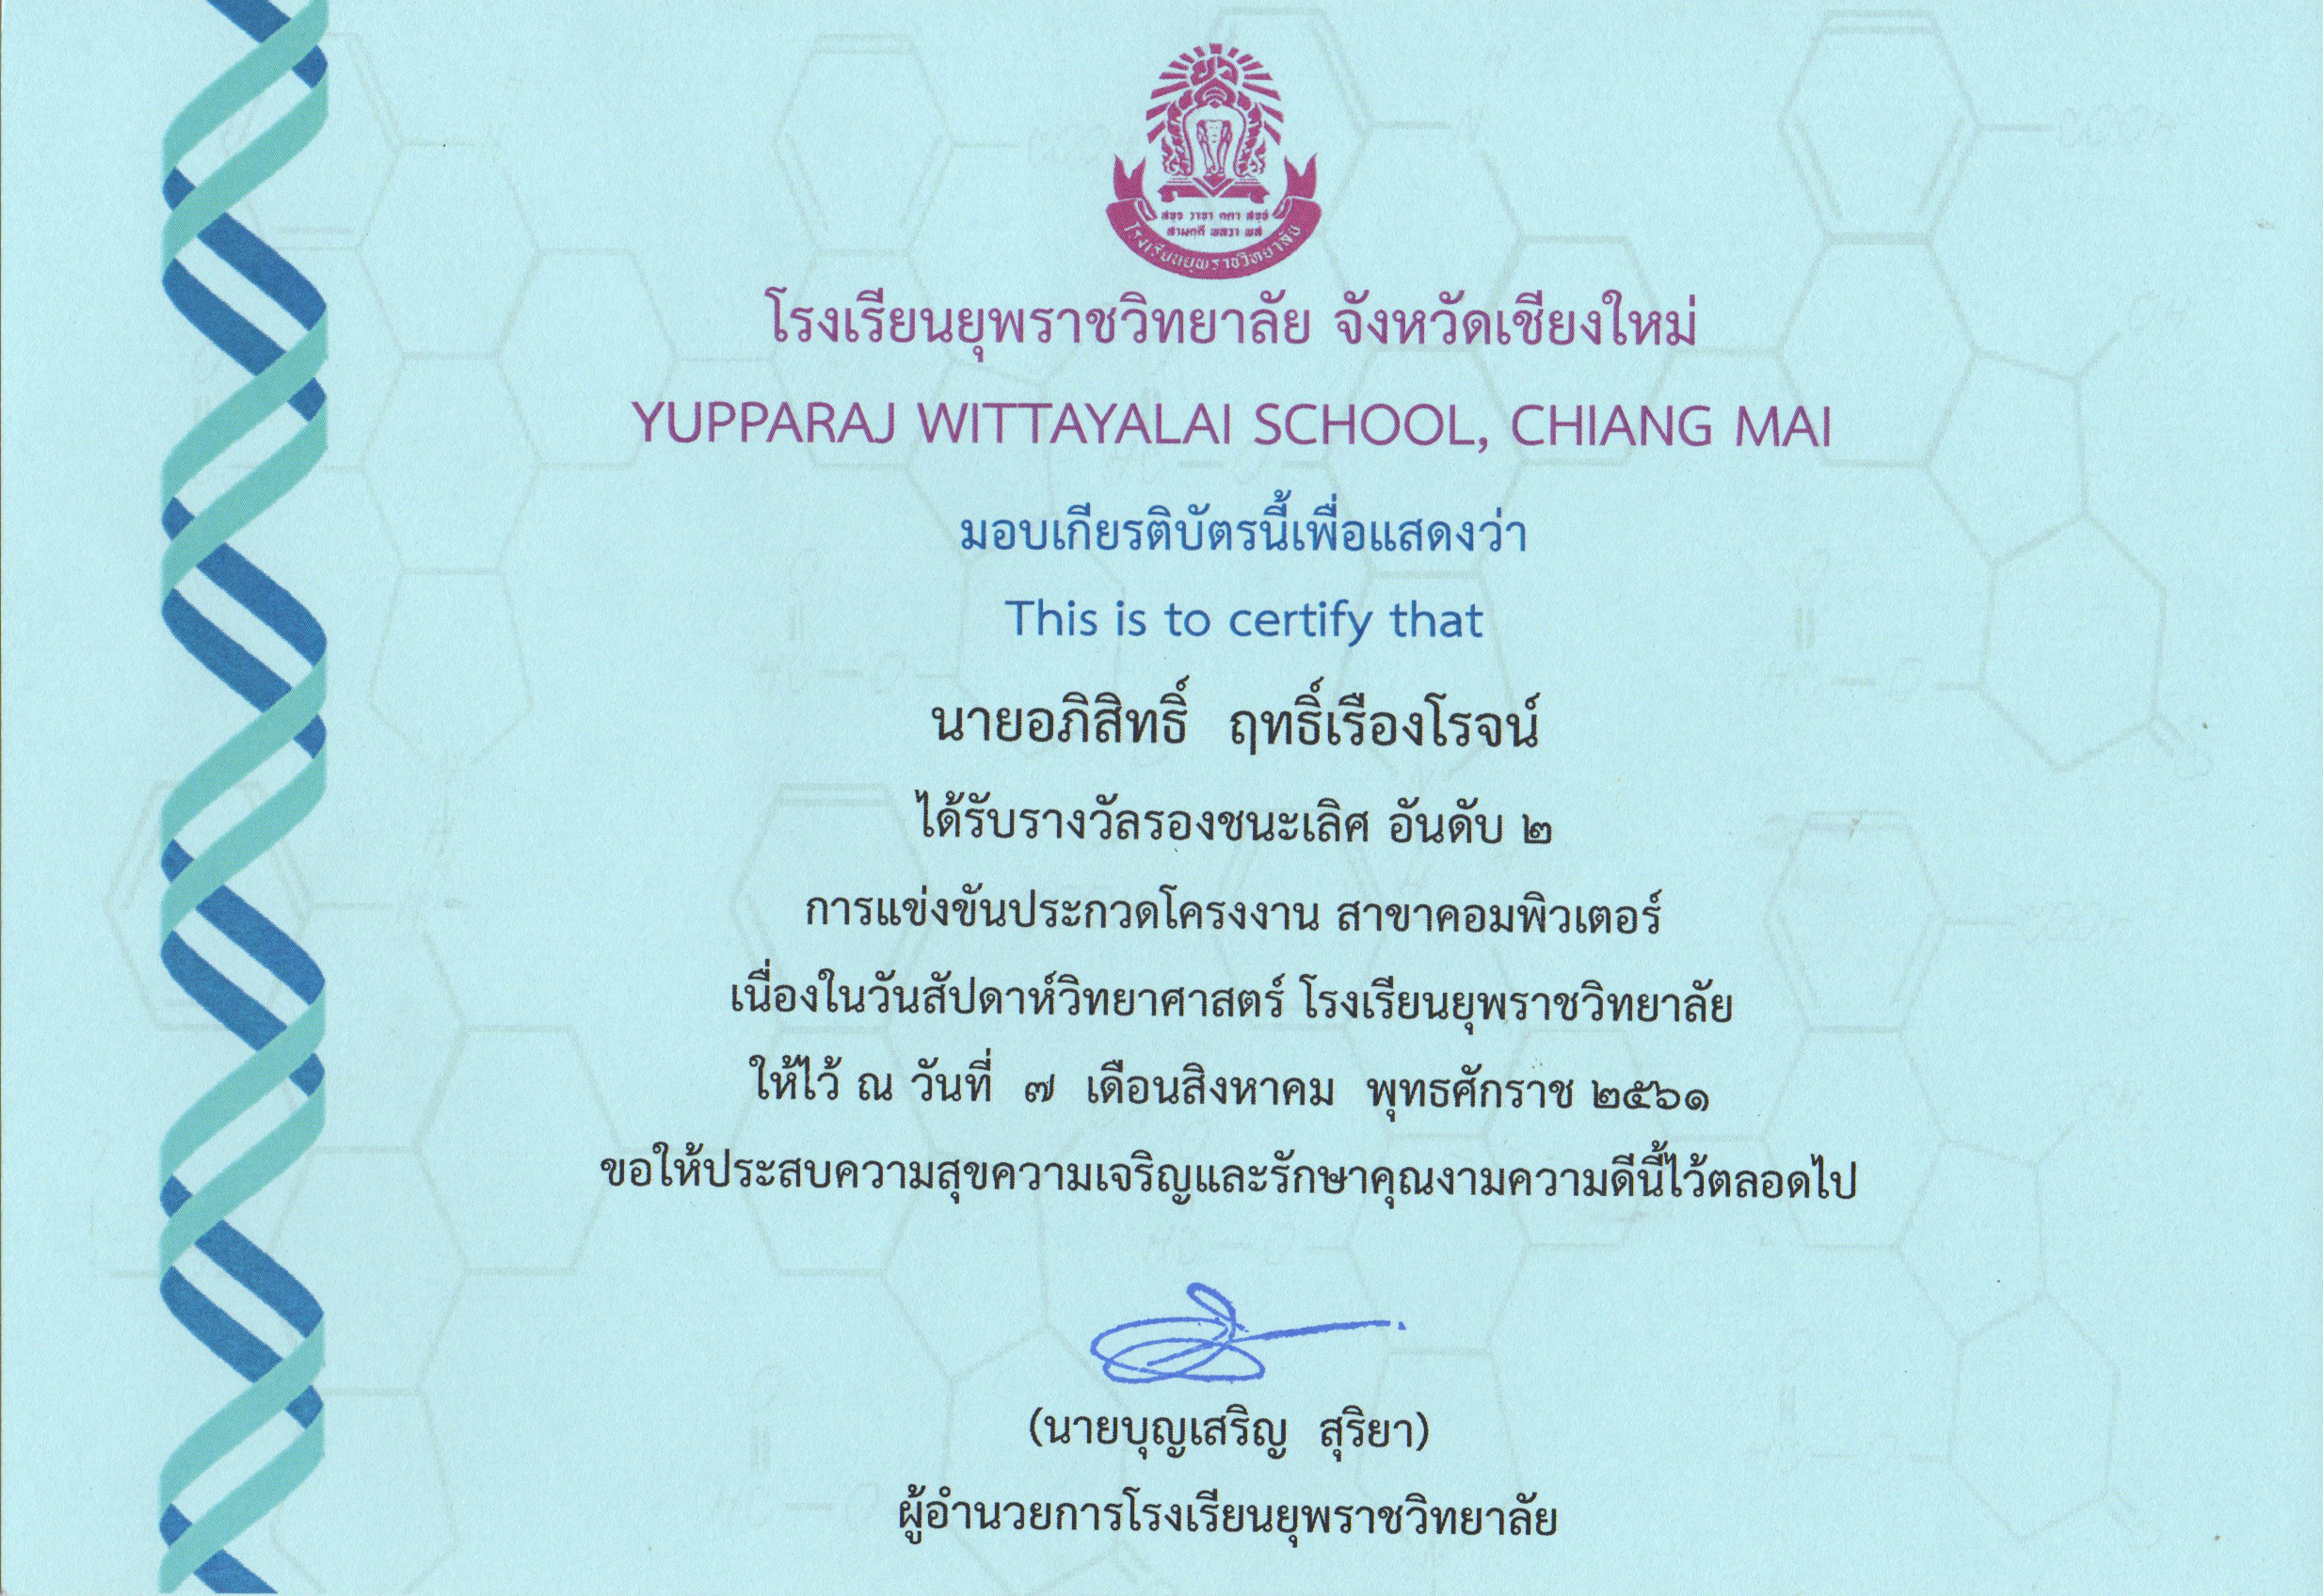 สจฺจํ วาจา คตา สจฺจํ
สามคฺคี พลวา พลํ
โรงเรียนยุพราชวิทยาลัย
โรงเรียนยุพราชวิทยาลัย จังหวัดเชียงใหม่
YUPPARAJ WITTAYALAI SCHOOL, CHIANG MAI
มอบเกียรติบัตรนี้เพื่อแสดงว่า
This is to certify that
นายอภิสิทธิ์ ฤทธิ์เรืองโรจน์
ได้รับรางวัลรองชนะเลิศ อันดับ ๒
การแข่งขันประกวดโครงงาน สาขาคอมพิวเตอร์
เนื่องในวันสัปดาห์วิทยาศาสตร์ โรงเรียนยุพราชวิทยาลัย
ให้ไว้ ณ วันที่ ๗ เดือนสิงหาคม พุทธศักราช ๒๕๖๑
ขอให้ประสบความสุขความเจริญและรักษาคุณงามความดีนี้ไว้ตลอดไป
(นายบุญเสริญ สุริยา)
ผู้อำนวยการโรงเรียนยุพราชวิทยาลัย